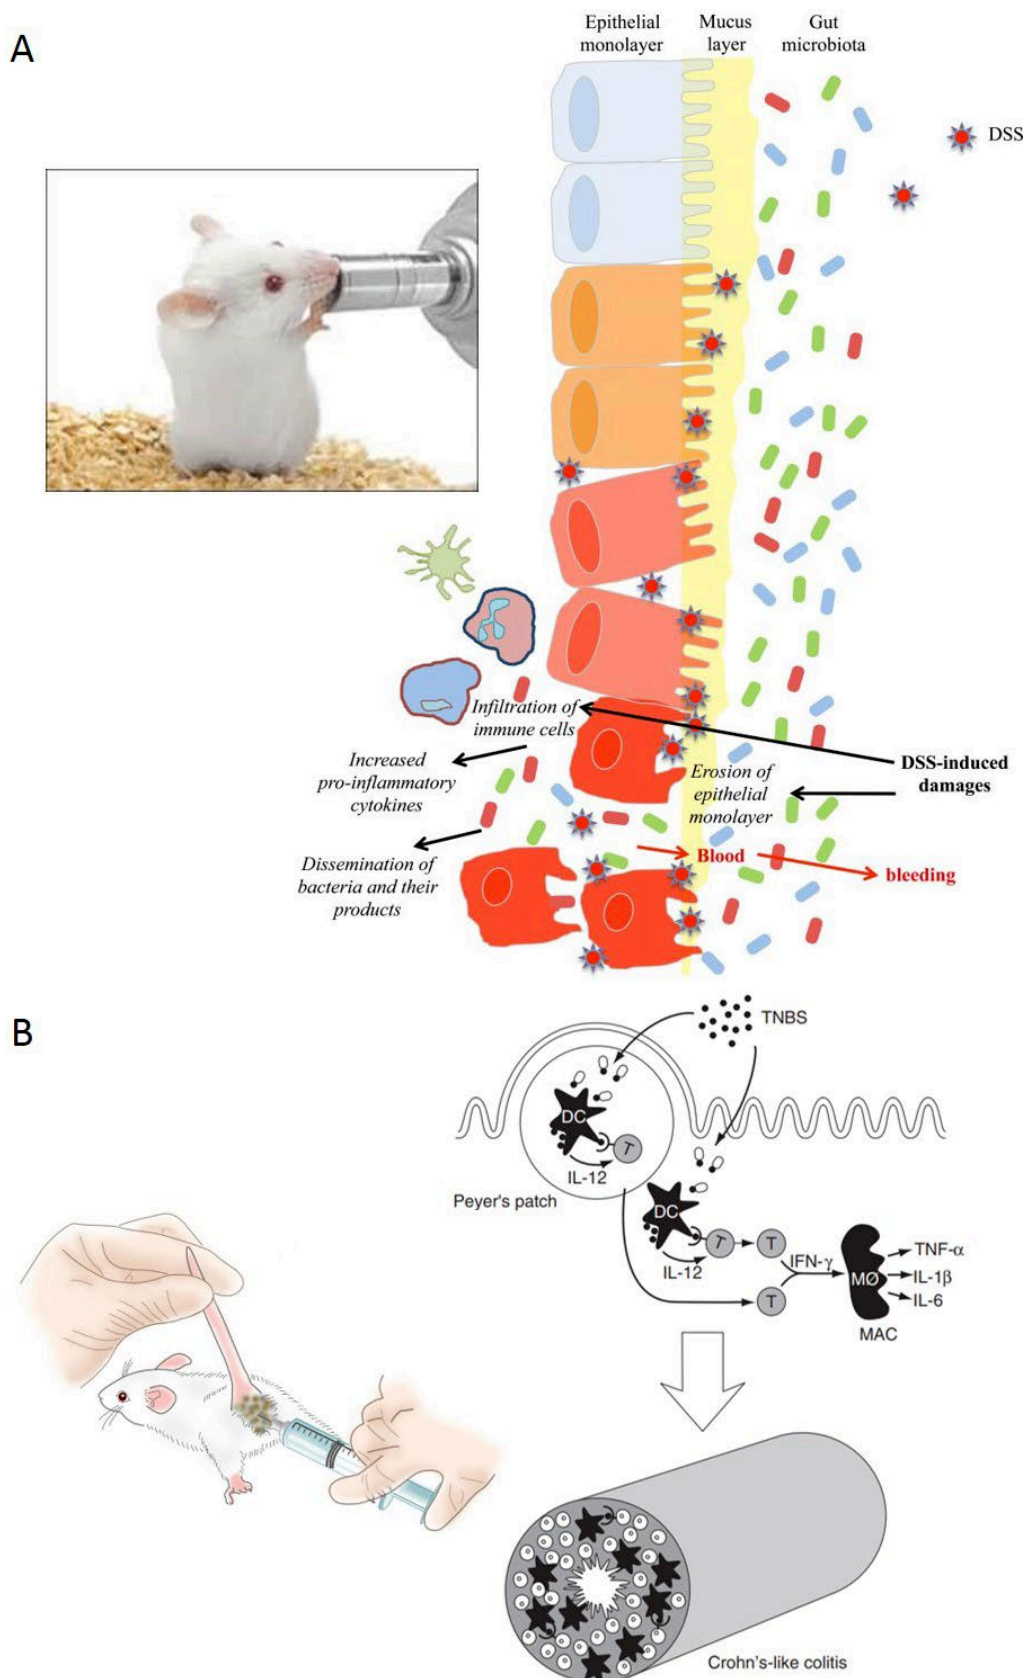 A
Epithelial
monolayer
Mucus
layer
Gut
microbiota
DSS
Infiltration of
immune cells
Increased
pro-inflammatory
cytokines
Dissemination of
bacteria and their
products
Erosion of
epithelial
monolayer
DSS-induced
damages
Blood
bleeding
B
TNBS
DC
T
IL-12
Peyer's patch
DC
T
T
IL-12
IFN-γ
T
MØ
MAC
TNF-α
IL-1β
IL-6
Crohn's-like colitis